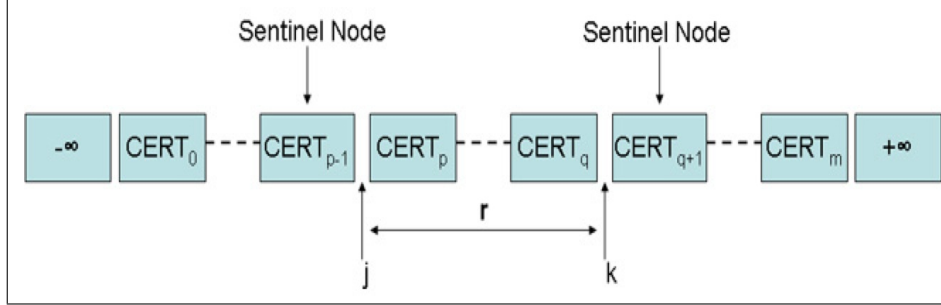 Sentinel Node Sentinel Node
-∞ CERT0 CERTp-1 CERTp CERTq CERTq+1 CERTm +∞
r
j k